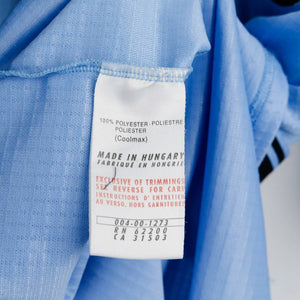 100% POLYESTER - POLIESTRE
POLIESTER
(Coolmax)
MADE IN HUNGARY
FABRIQUÉ EN HONGRIE
EXCLUSIVE OF TRIMMINGS
SEE REVERSE FOR CARE
INSTRUCTIONS D'ENTRETIEN
AU VERSO, HORS GARNITURES
004-00-1273
RN 62200
CA 31503